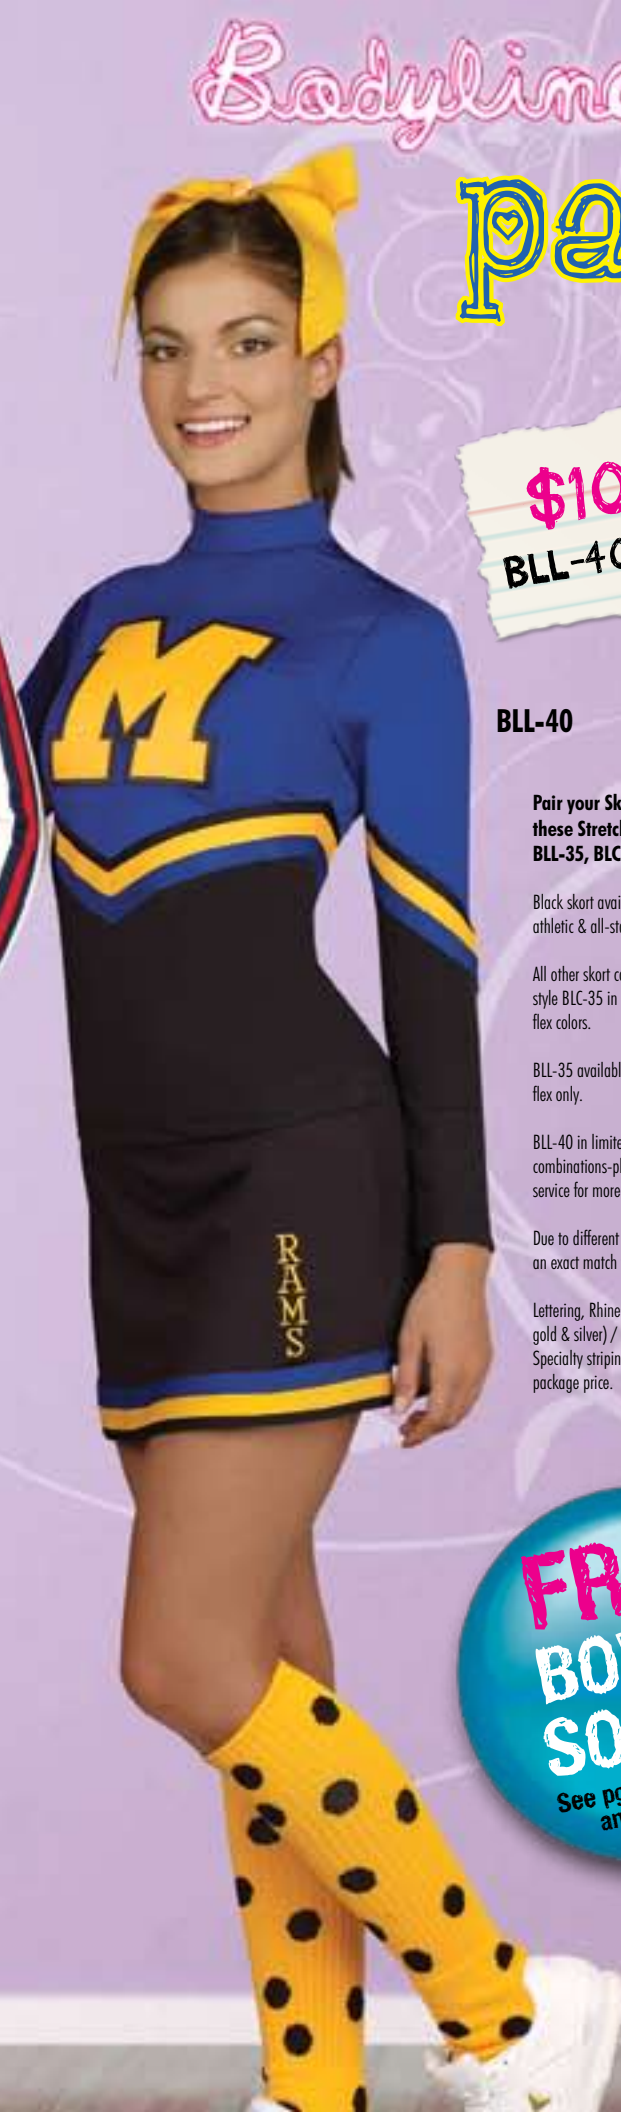 Bodyline
pa
$10
BLL-40
M
BLL-40
Pair your Sk
these Stretch
BLL-35, BLC
Black skort avai
athletic & all-sta
All other skort co
style BLC-35 in
flex colors.
BLL-35 availabl
flex only.
BLL-40 in limite
combinations-pl
service for more
Due to different
an exact match
Lettering, Rhine
gold & silver) /
Specialty stripin
package price.
RAMS
FR
BO
SO
See pg
an